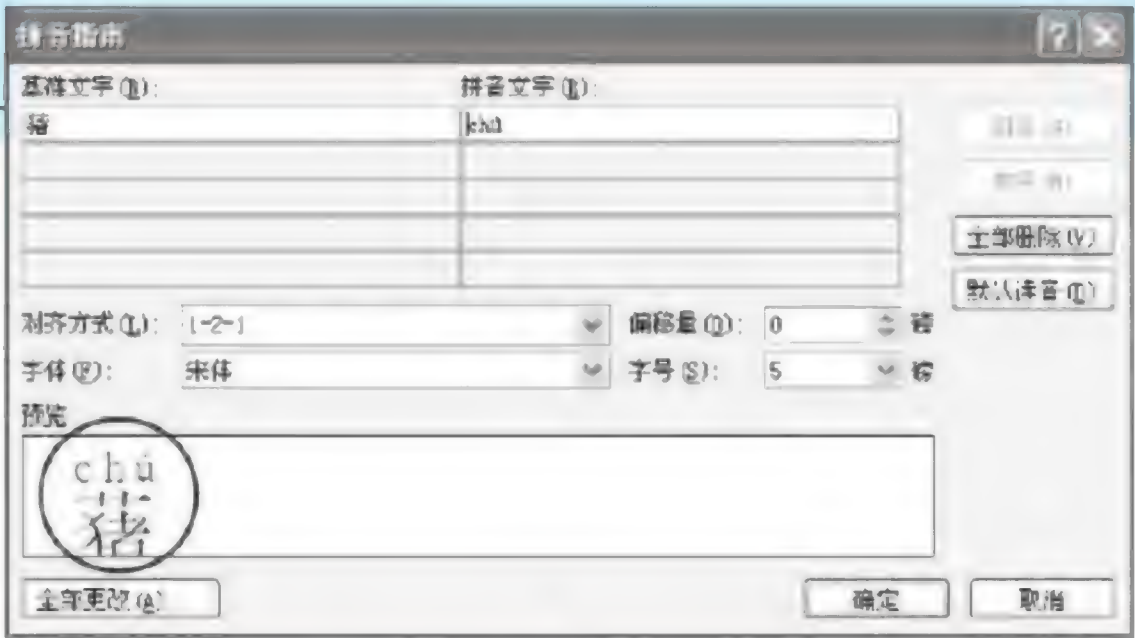 拼音指南
基准文字(B): 拼音文字(R):
藸 chú
全部删除(V)
默认读音(D)
对齐方式(L): 1-2-1 偏移量(O): 0 磅
字体(F): 宋体 字号(S): 5 磅
预览
chú
藸
全部更改(A)
确定 取消